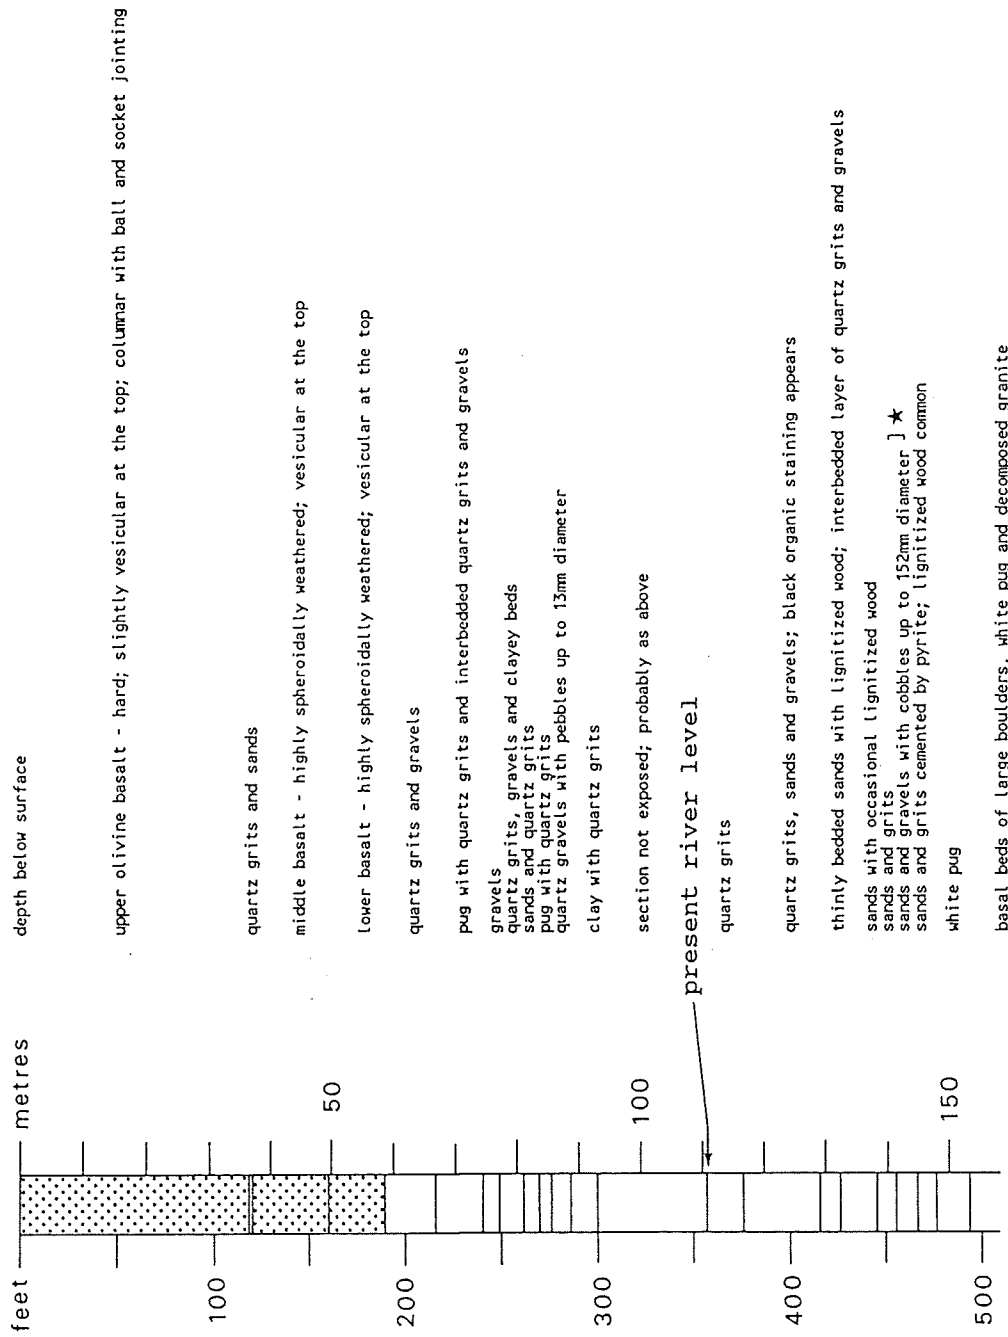 feet
metres
depth below surface
upper olivine basalt - hard; slightly vesicular at the top; columnar with ball and socket jointing
100
quartz grits and sands
middle basalt - highly spheroidally weathered; vesicular at the top
50
lower basalt - highly spheroidally weathered; vesicular at the top
200
quartz grits and gravels
pug with quartz grits and interbedded quartz grits and gravels
gravels
quartz grits, gravels and clayey beds
sands and quartz grits
pug with quartz grits
quartz gravels with pebbles up to 13mm diameter
300
clay with quartz grits
100
section not exposed; probably as above
present river level
quartz grits
400
quartz grits, sands and gravels; black organic staining appears
thinly bedded sands with lignitized wood; interbedded layer of quartz grits and gravels
sands with occasional lignitized wood
sands and grits
sands and gravels with cobbles up to 152mm diameter ] ★
sands and grits cemented by pyrite; lignitized wood common
150
white pug
500
basal beds of large boulders, white pug and decomposed granite